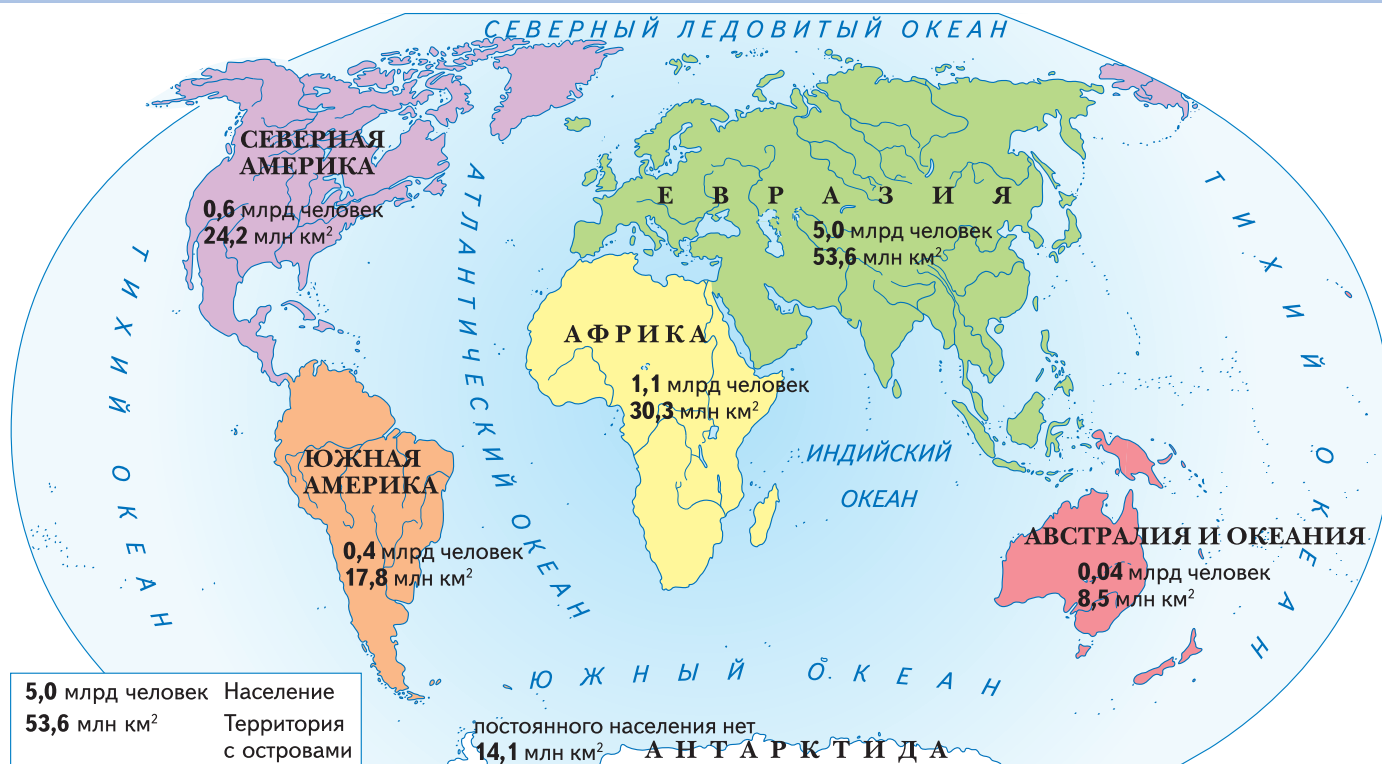 СЕВЕРНЫЙ ЛЕДОВИТЫЙ ОКЕАН
СЕВЕРНАЯ
АМЕРИКА
0,6 млрд человек
24,2 млн км²
ЕВРАЗИЯ
5,0 млрд человек
53,6 млн км²
ТИХИЙ ОКЕАН
АТЛАНТИЧЕСКИЙ ОКЕАН
ТИХИЙ ОКЕАН
АФРИКА
1,1 млрд человек
30,3 млн км²
ЮЖНАЯ
АМЕРИКА
0,4 млрд человек
17,8 млн км²
ИНДИЙСКИЙ
ОКЕАН
АВСТРАЛИЯ И ОКЕАНИЯ
0,04 млрд человек
8,5 млн км²
ЮЖНЫЙ ОКЕАН
постоянного населения нет
14,1 млн км²
АНТАРКТИДА
5,0 млрд человек Население
53,6 млн км² Территория
с островами